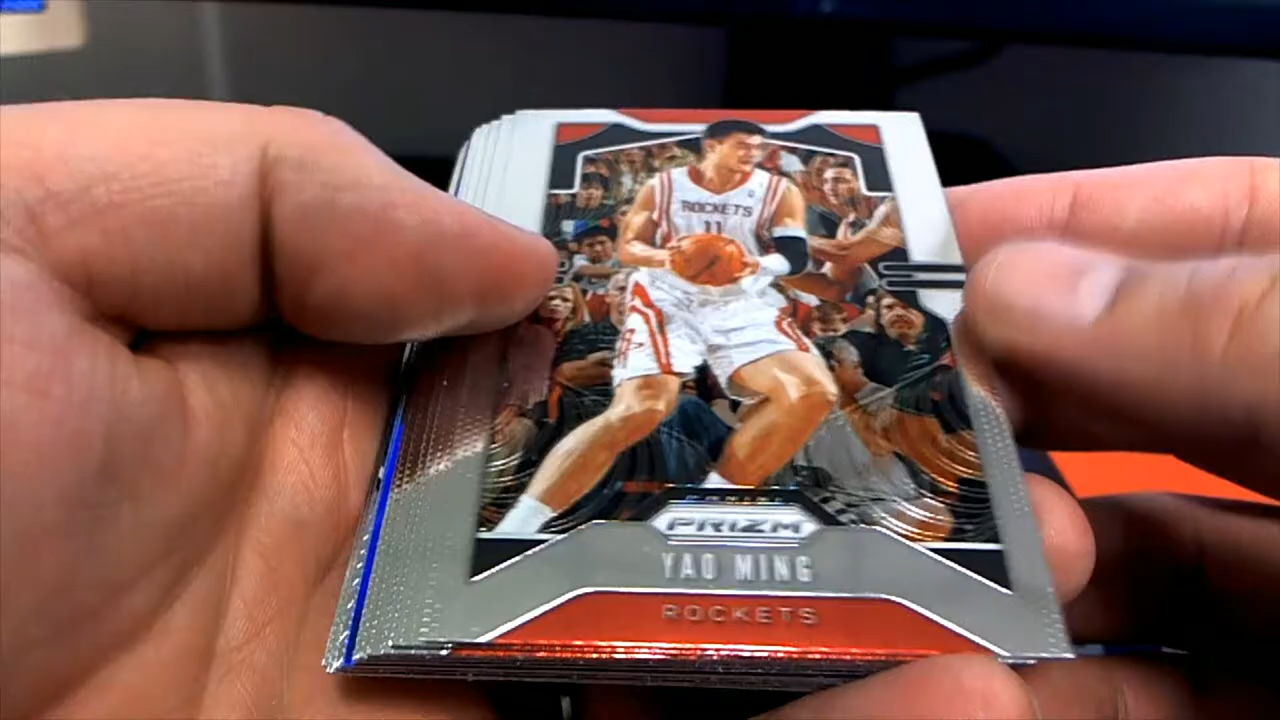 ROCKETS
11
PANINI
PRIZM
YAO MING
ROCKETS